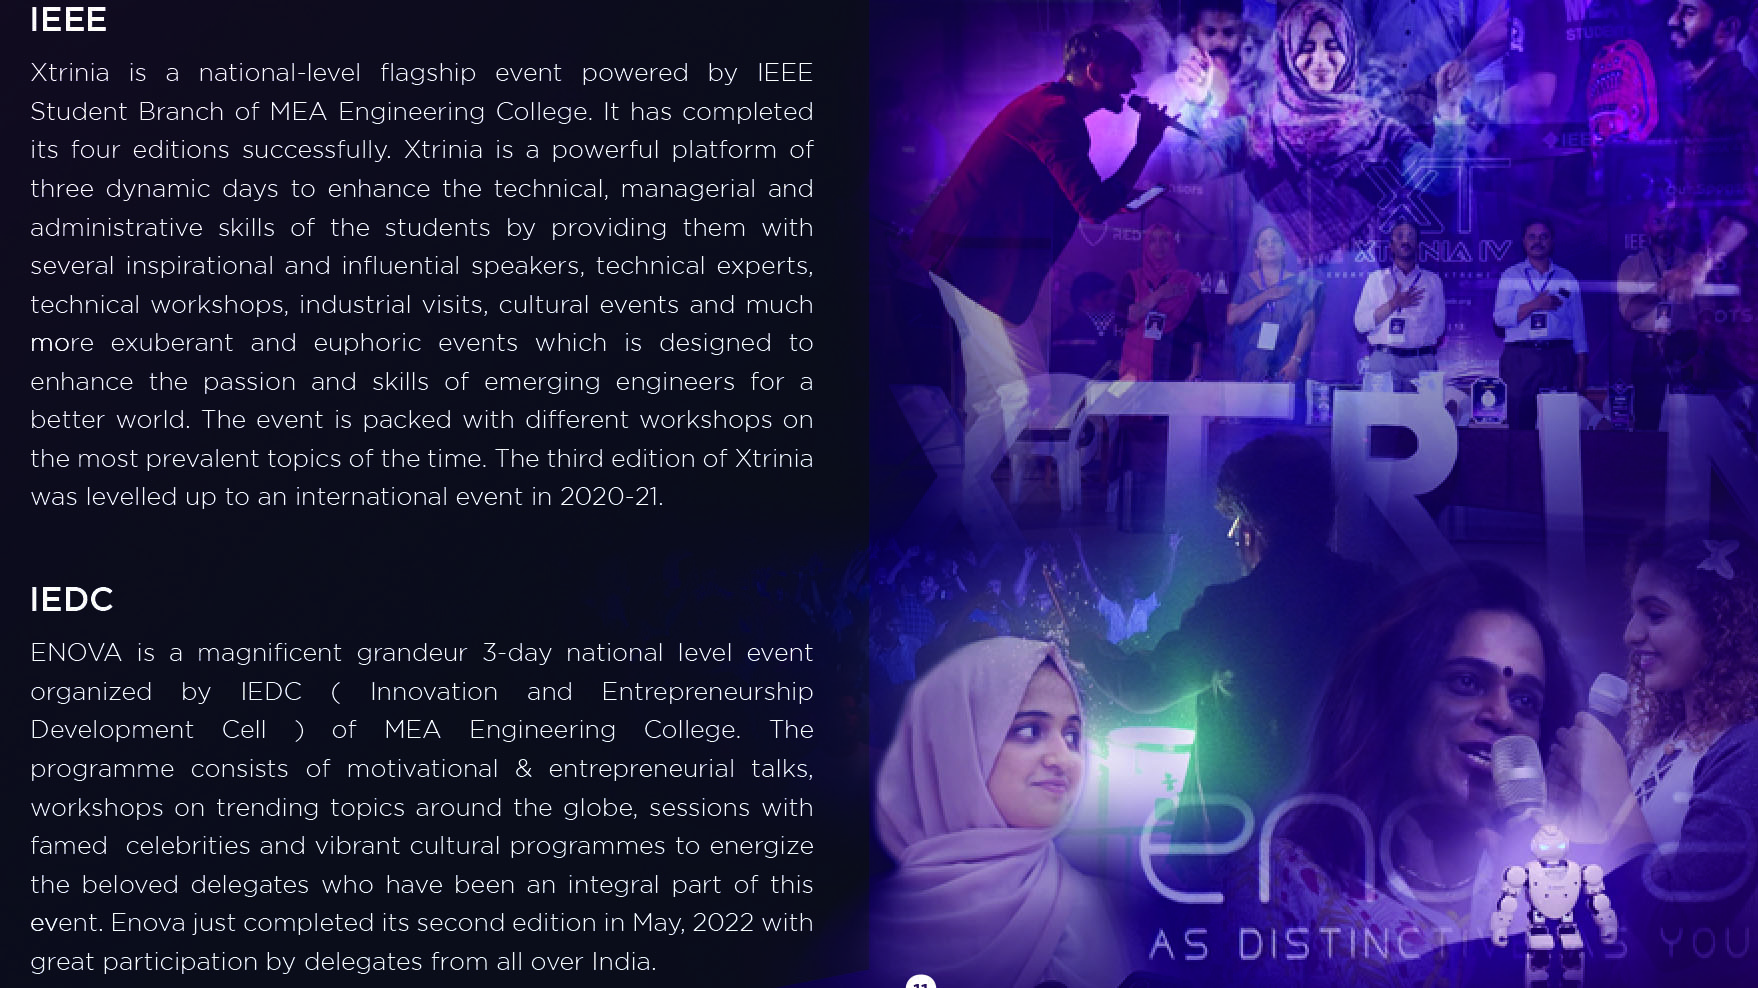 IEEE
Xtrinia is a national-level flagship event powered by IEEE
Student Branch of MEA Engineering College. It has completed
its four editions successfully. Xtrinia is a powerful platform of
three dynamic days to enhance the technical, managerial and
administrative skills of the students by providing them with
several inspirational and influential speakers, technical experts,
technical workshops, industrial visits, cultural events and much
more exuberant and euphoric events which is designed to
enhance the passion and skills of emerging engineers for a
better world. The event is packed with different workshops on
the most prevalent topics of the time. The third edition of Xtrinia
was levelled up to an international event in 2020-21.
IEDC
ENOVA is a magnificent grandeur 3-day national level event
organized by IEDC ( Innovation and Entrepreneurship
Development Cell ) of MEA Engineering College. The
programme consists of motivational & entrepreneurial talks,
workshops on trending topics around the globe, sessions with
famed  celebrities and vibrant cultural programmes to energize
the beloved delegates who have been an integral part of this
event. Enova just completed its second edition in May, 2022 with
great participation by delegates from all over India.
IEEE
XT
XTRINIA IV
XTRIN
enova
AS DISTINCTIVE AS YOU
11